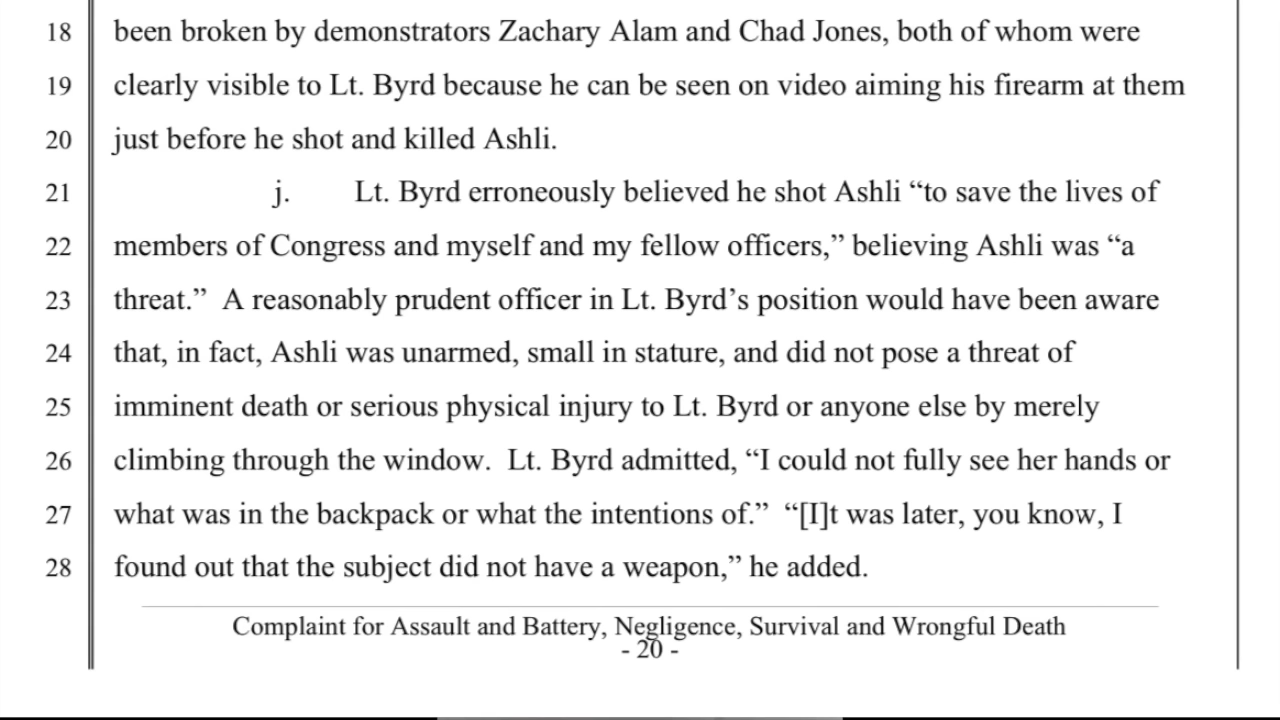 18 been broken by demonstrators Zachary Alam and Chad Jones, both of whom were
19 clearly visible to Lt. Byrd because he can be seen on video aiming his firearm at them
20 just before he shot and killed Ashli.
21 j. Lt. Byrd erroneously believed he shot Ashli “to save the lives of
22 members of Congress and myself and my fellow officers,” believing Ashli was “a
23 threat.”  A reasonably prudent officer in Lt. Byrd’s position would have been aware
24 that, in fact, Ashli was unarmed, small in stature, and did not pose a threat of
25 imminent death or serious physical injury to Lt. Byrd or anyone else by merely
26 climbing through the window.  Lt. Byrd admitted, “I could not fully see her hands or
27 what was in the backpack or what the intentions of.”  “[I]t was later, you know, I
28 found out that the subject did not have a weapon,” he added.
Complaint for Assault and Battery, Negligence, Survival and Wrongful Death
- 20 -